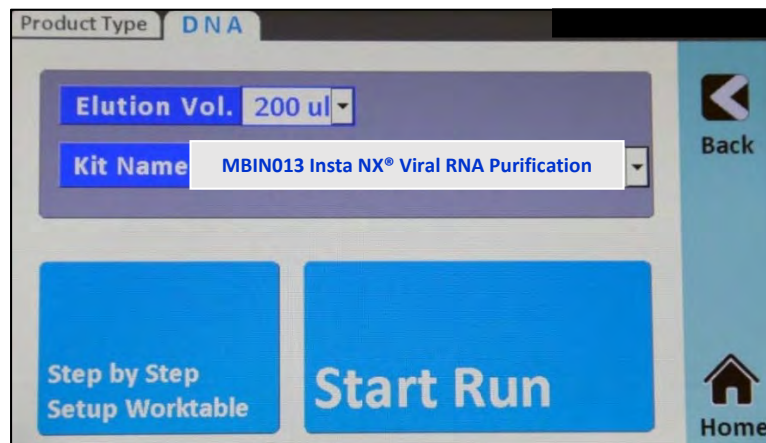 Product Type DNA
Elution Vol. 200 ul
Back
Kit Name MBIN013 Insta NX® Viral RNA Purification
Step by Step
Setup Worktable
Start Run
Home